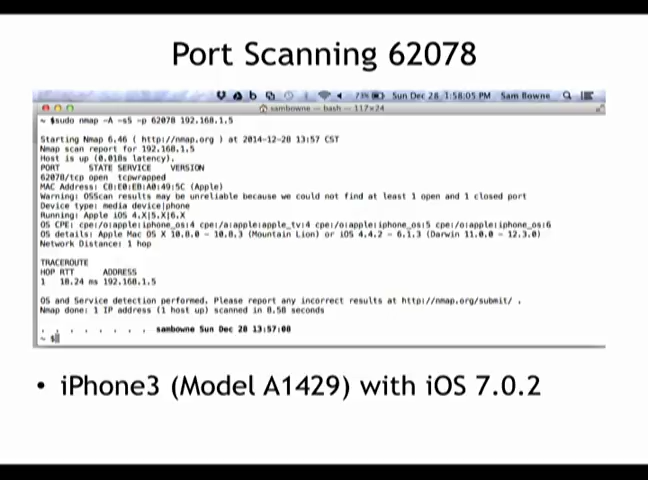 Port Scanning 62078
Sun Dec 28 1:58:05 PM Sam Bowne
sambowne — bash — 117×24
~ $sudo nmap -A -sS -p 62078 192.168.1.5
Starting Nmap 6.46 ( http://nmap.org ) at 2014-12-28 13:57 CST
Nmap scan report for 192.168.1.5
Host is up (0.018s latency).
PORT STATE SERVICE VERSION
62078/tcp open tcpwrapped
MAC Address: C8:E0:EB:A0:49:5C (Apple)
Warning: OSScan results may be unreliable because we could not find at least 1 open and 1 closed port
Device type: media device|phone
Running: Apple iOS 4.X|5.X|6.X
OS CPE: cpe:/o:apple:iphone_os:4 cpe:/a:apple:apple_tv:4 cpe:/o:apple:iphone_os:5 cpe:/o:apple:iphone_os:6
OS details: Apple Mac OS X 10.8.0 - 10.8.3 (Mountain Lion) or iOS 4.4.2 - 6.1.3 (Darwin 11.0.0 - 12.3.0)
Network Distance: 1 hop
TRACEROUTE
HOP RTT ADDRESS
1 18.24 ms 192.168.1.5
OS and Service detection performed. Please report any incorrect results at http://nmap.org/submit/ .
Nmap done: 1 IP address (1 host up) scanned in 8.50 seconds
. . . . . . . sambowne Sun Dec 28 13:57:08
~ $
• iPhone3 (Model A1429) with iOS 7.0.2